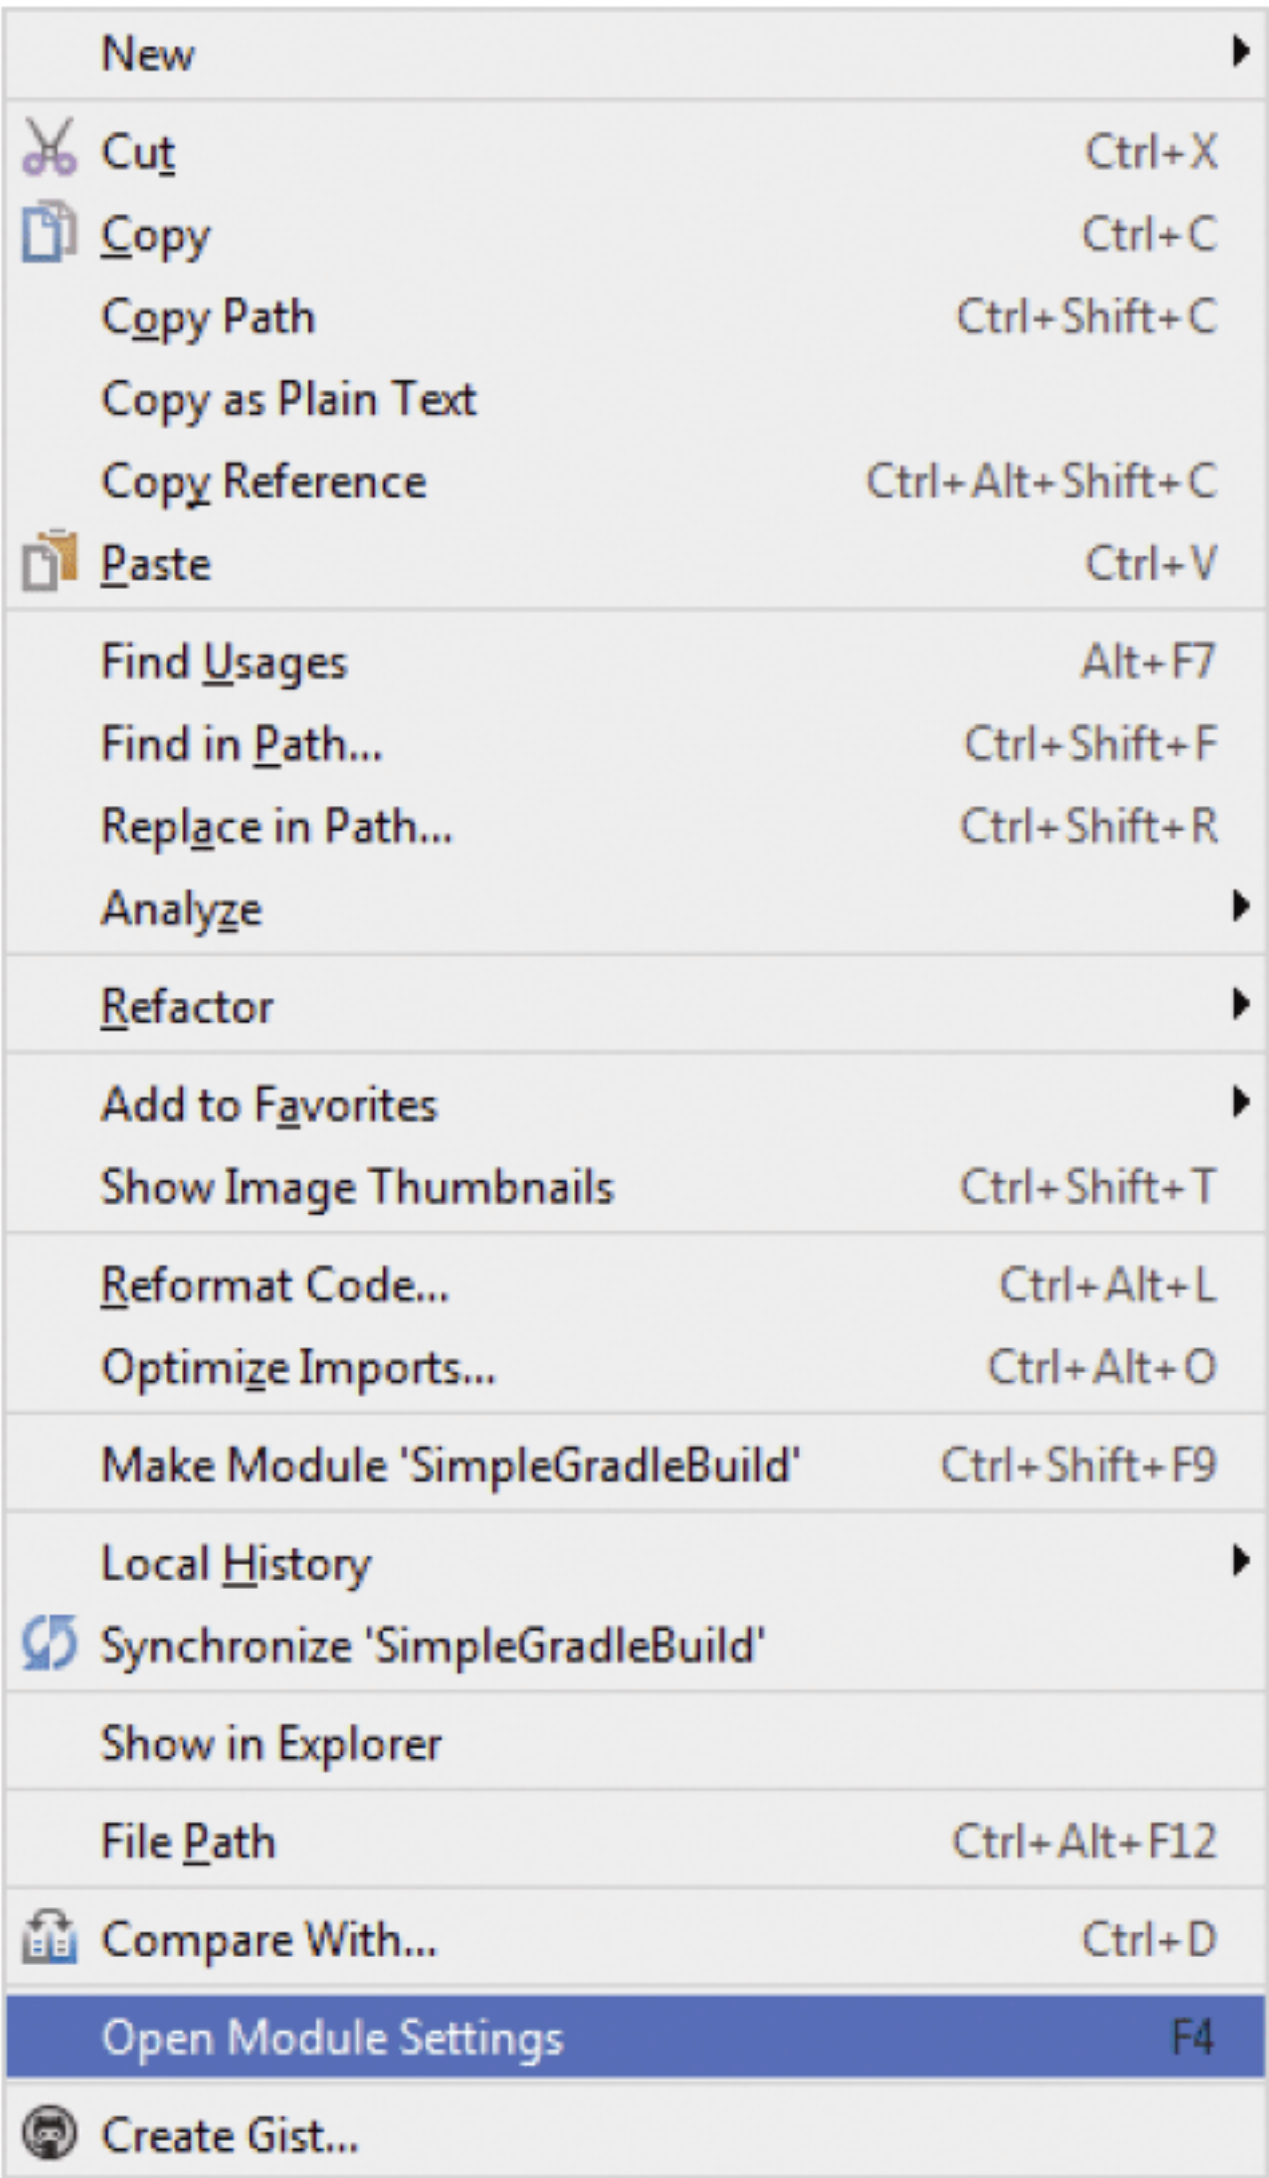 New
Cut Ctrl+X
Copy Ctrl+C
Copy Path Ctrl+Shift+C
Copy as Plain Text
Copy Reference Ctrl+Alt+Shift+C
Paste Ctrl+V
Find Usages Alt+F7
Find in Path... Ctrl+Shift+F
Replace in Path... Ctrl+Shift+R
Analyze
Refactor
Add to Favorites
Show Image Thumbnails Ctrl+Shift+T
Reformat Code... Ctrl+Alt+L
Optimize Imports... Ctrl+Alt+O
Make Module 'SimpleGradleBuild' Ctrl+Shift+F9
Local History
Synchronize 'SimpleGradleBuild'
Show in Explorer
File Path Ctrl+Alt+F12
Compare With... Ctrl+D
Open Module Settings F4
Create Gist...